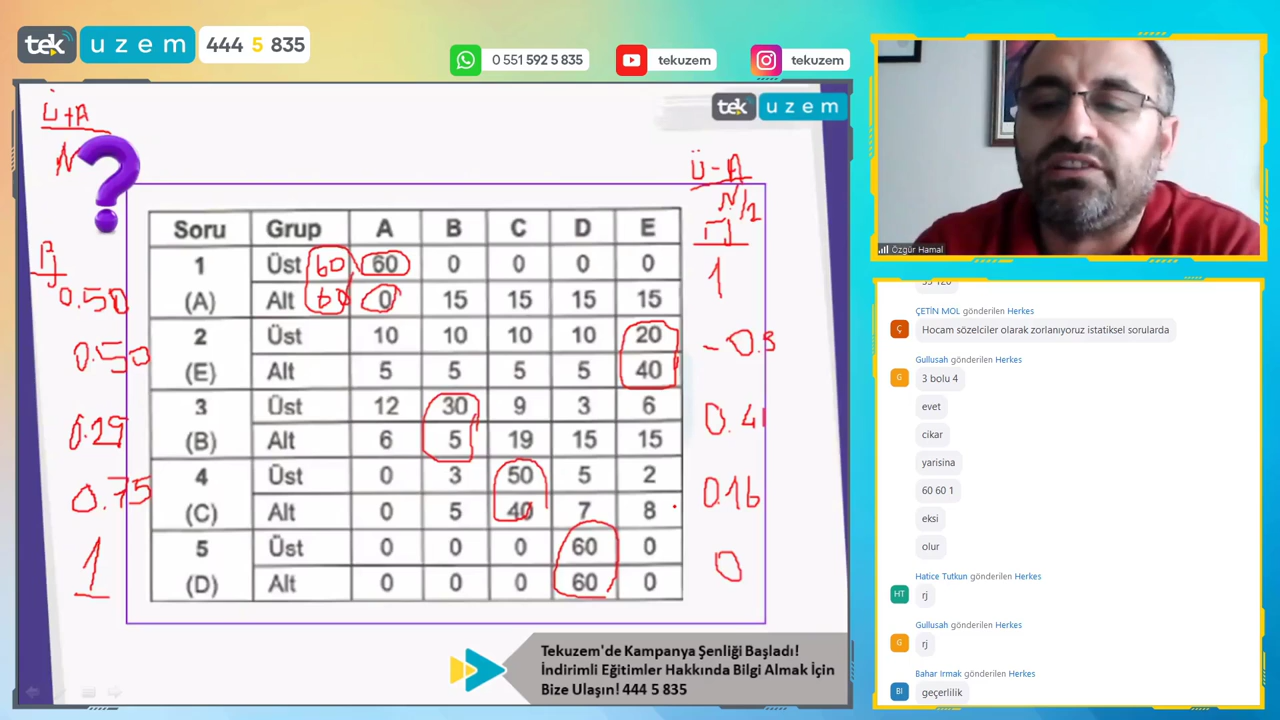 tek uzem 444 5 835
0 551 592 5 835 tekuzem tekuzem
tek uzem
Ü+A
N
Ü-A
N/2
Pj
rj
Soru Grup A B C D E
1 Üst 60 60 0 0 0 0
(A) Alt 60 0 15 15 15 15
0.50
1
2 Üst 10 10 10 10 20
(E) Alt 5 5 5 5 40
0.50
3 Üst 12 30 9 3 6
(B) Alt 6 5 19 15 15
0.29
4 Üst 0 3 50 5 2
(C) Alt 0 5 40 7 8
0.75
0.16
5 Üst 0 0 0 60 0
(D) Alt 0 0 0 60 0
1
0
Tekuzem'de Kampanya Şenliği Başladı!
İndirimli Eğitimler Hakkında Bilgi Almak İçin
Bize Ulaşın! 444 5 835
Özgür Hamal
ÇETİN MOL gönderilen Herkes
Ç
Hocam sözelciler olarak zorlanıyoruz istatiksel sorularda
Gullusah gönderilen Herkes
G
3 bolu 4
evet
cikar
yarisina
60 60 1
eksi
olur
Hatice Tutkun gönderilen Herkes
HT
rj
Gullusah gönderilen Herkes
G
rj
Bahar Irmak gönderilen Herkes
BI
geçerlilik